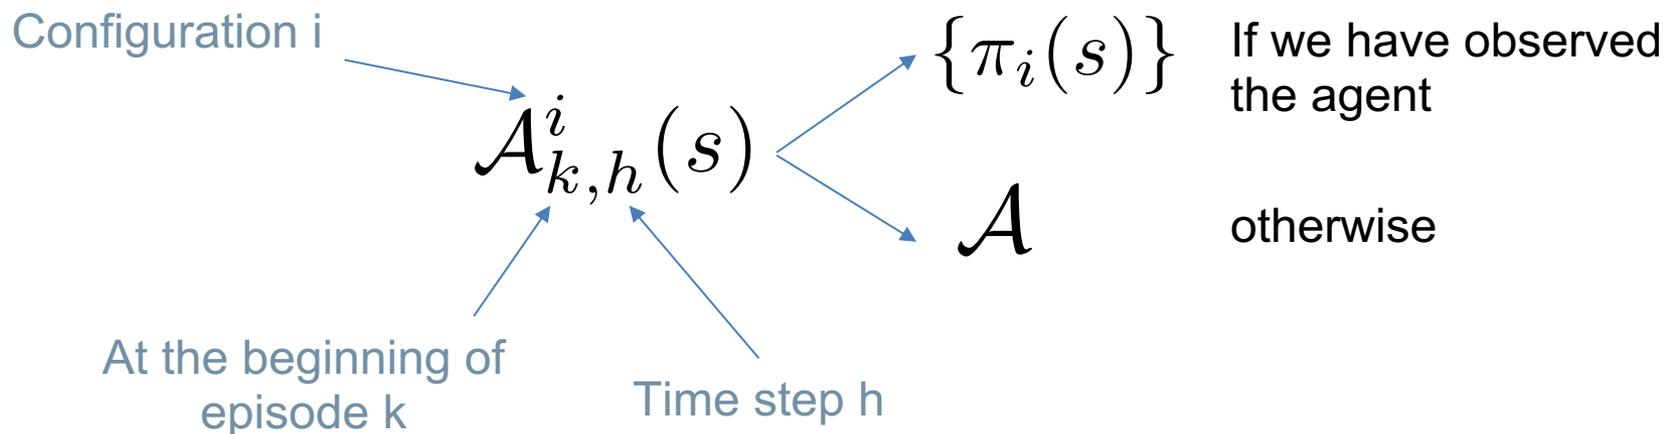 Configuration i
{π_i(s)}
If we have observed
the agent
𝒜^i_{k,h}(s)
𝒜
otherwise
At the beginning of
episode k
Time step h